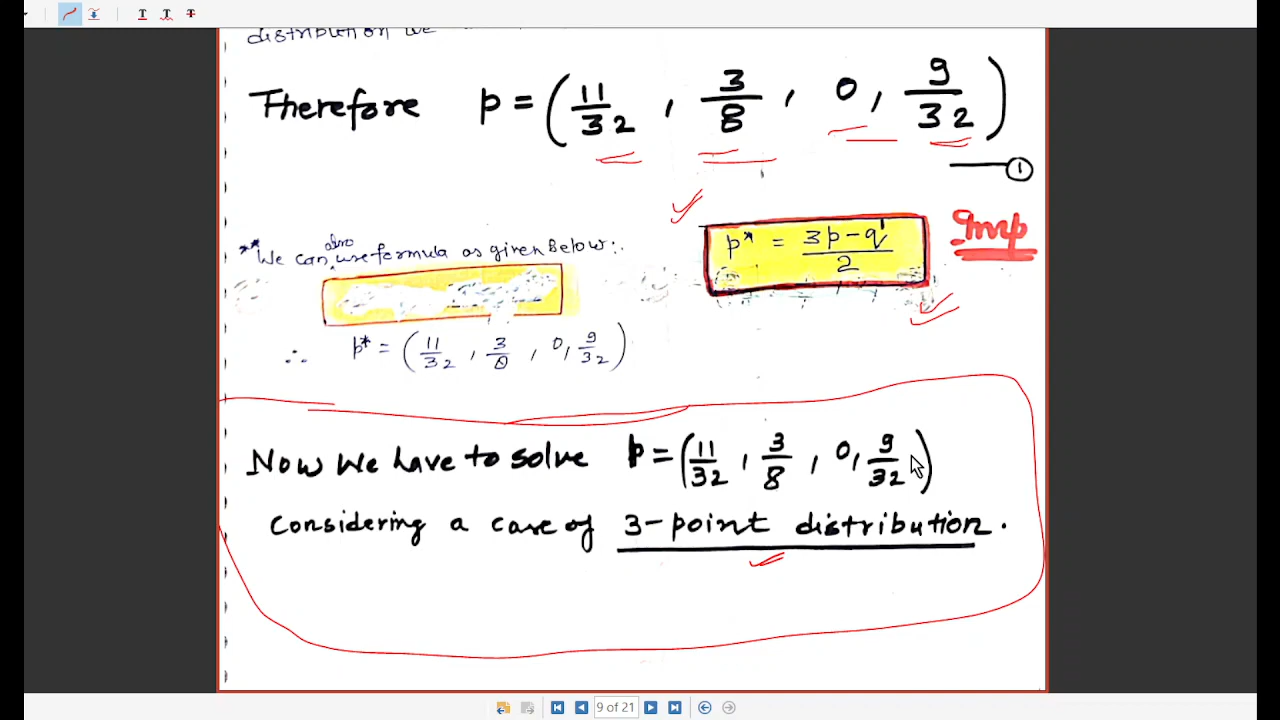 distribution we
Therefore p = (11/32, 3/8, 0, 9/32)
①
**We can also use formula as given below:.
p* = 3p-q'/2
Imp
∴ p* = (11/32, 3/8, 0, 9/32)
Now we have to solve p = (11/32, 3/8, 0, 9/32)
Considering a case of 3-point distribution.
9 of 21